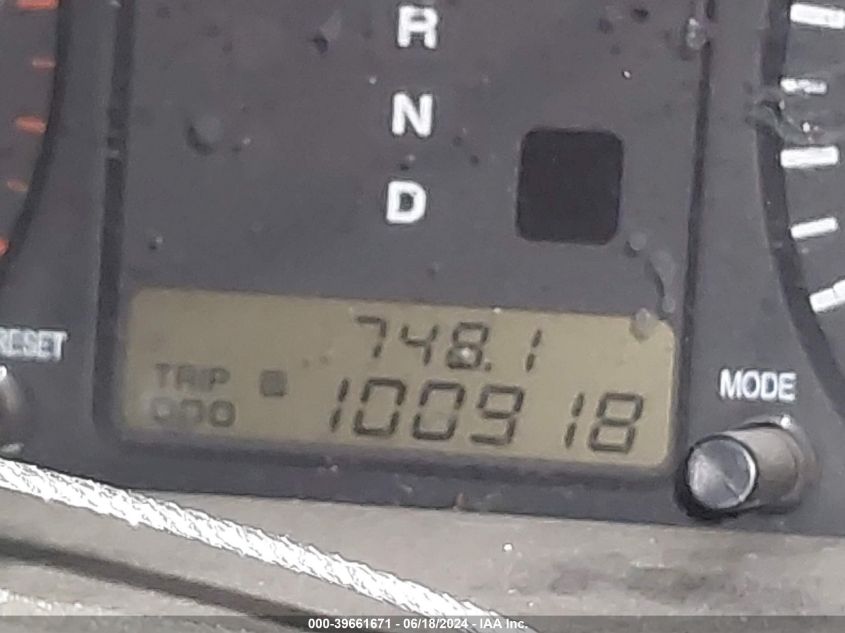 R
N
D
RESET
748.1
TRIP
ODO 100918
MODE
000-39661671 - 06/18/2024 - IAA Inc.